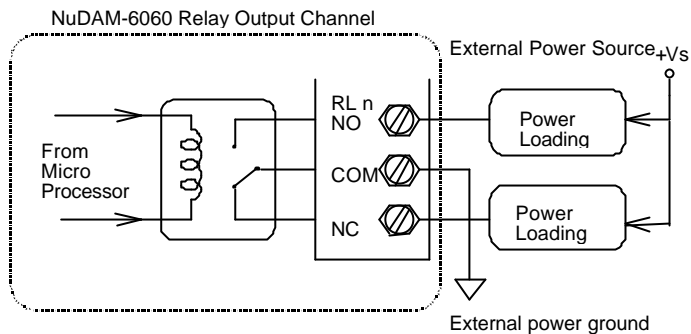 NuDAM-6060 Relay Output Channel
External Power Source
+Vs
RL n
NO
Power
Loading
From
Micro
Processor
COM
NC
Power
Loading
External power ground